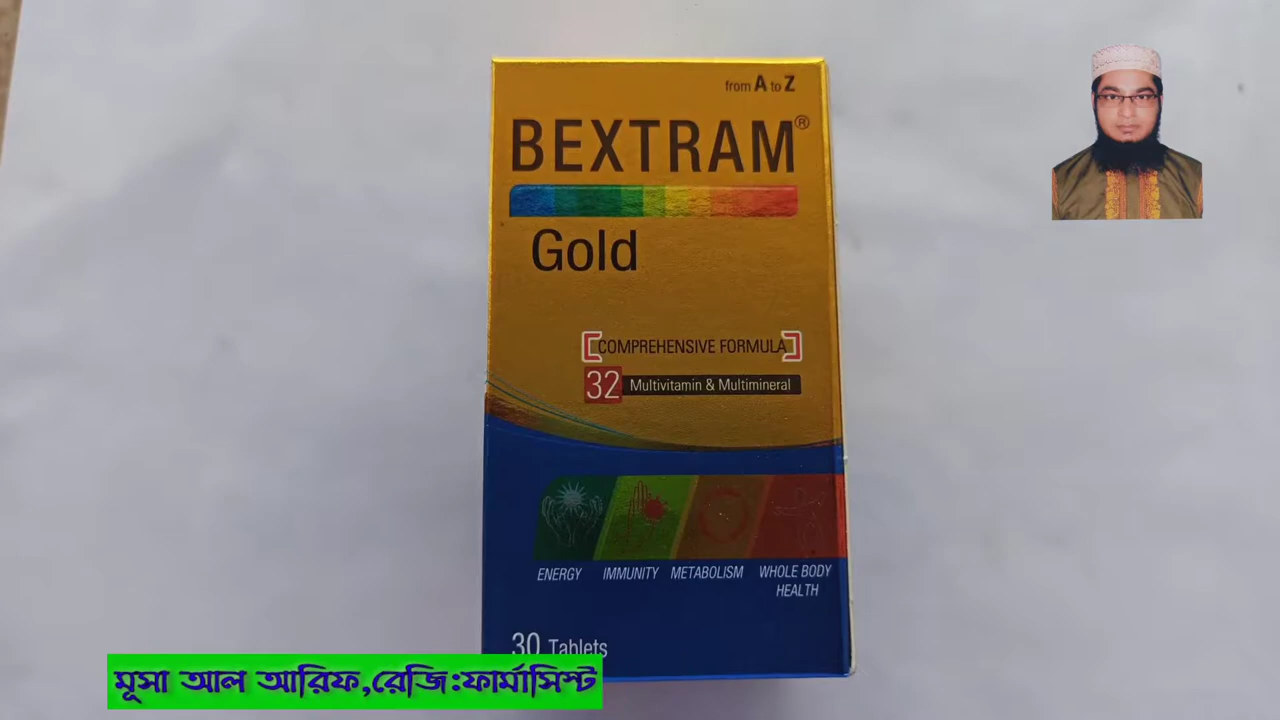 from A to Z
BEXTRAM®
Gold
COMPREHENSIVE FORMULA
32 Multivitamin & Multimineral
ENERGY IMMUNITY METABOLISM WHOLE BODY HEALTH
30 Tablets
মূসা আল আরিফ,রেজি:ফার্মাসিস্ট